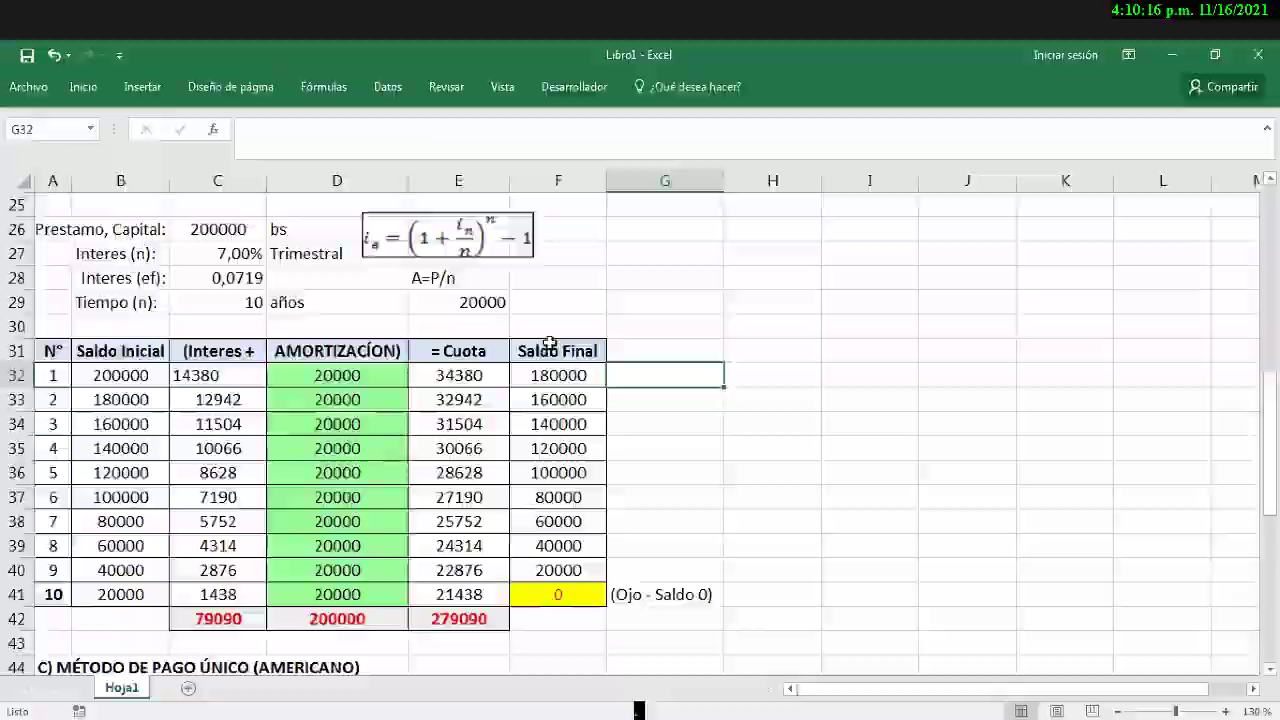 4:10:16 p.m. 11/16/2021
Libro1 - Excel
Iniciar sesión
Archivo Inicio Insertar Diseño de página Fórmulas Datos Revisar Vista Desarrollador ¿Qué desea hacer? Compartir
G32 fx
A B C D E F G H I J K L M
25
26 Prestamo, Capital: 200000 bs
27 Interes (n): 7,00% Trimestral
i_e = (1 + i_n/n)^n − 1
28 Interes (ef): 0,0719 A=P/n
29 Tiempo (n): 10 años 20000
30
31 N° Saldo Inicial (Interes + AMORTIZACÍON) = Cuota Saldo Final
32 1 200000 14380 20000 34380 180000
33 2 180000 12942 20000 32942 160000
34 3 160000 11504 20000 31504 140000
35 4 140000 10066 20000 30066 120000
36 5 120000 8628 20000 28628 100000
37 6 100000 7190 20000 27190 80000
38 7 80000 5752 20000 25752 60000
39 8 60000 4314 20000 24314 40000
40 9 40000 2876 20000 22876 20000
41 10 20000 1438 20000 21438 0 (Ojo - Saldo 0)
42 79090 200000 279090
43
44 C) MÉTODO DE PAGO ÚNICO (AMERICANO)
Hoja1
Listo 130 %